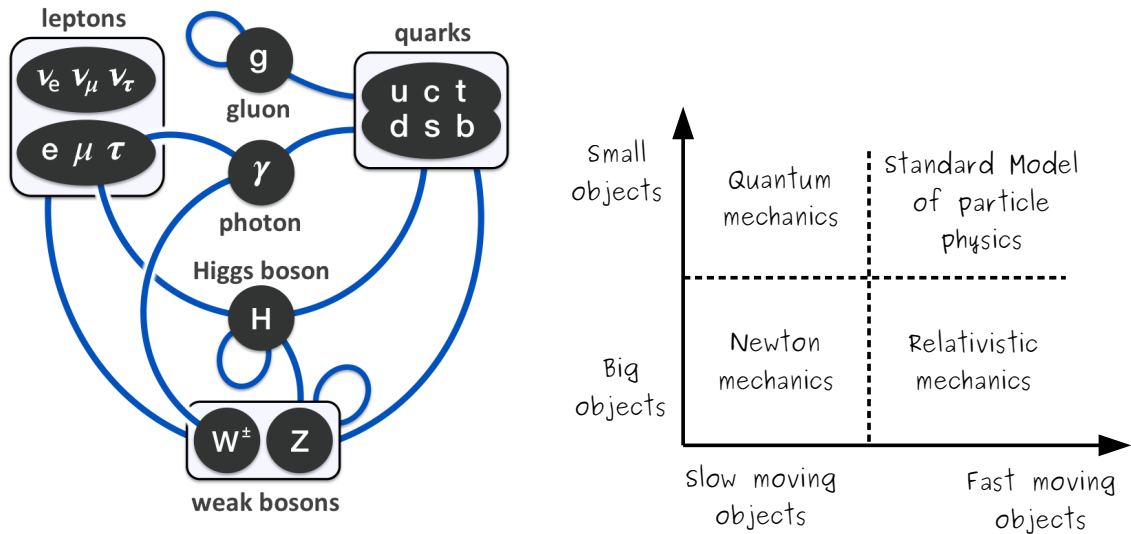 leptons
νe νμ ντ
e μ τ
g
gluon
quarks
u c t
d s b
γ
photon
Higgs boson
H
W±
Z
weak bosons
Small
objects
Quantum
mechanics
Standard Model
of particle
physics
Big
objects
Newton
mechanics
Relativistic
mechanics
Slow moving
objects
Fast moving
objects